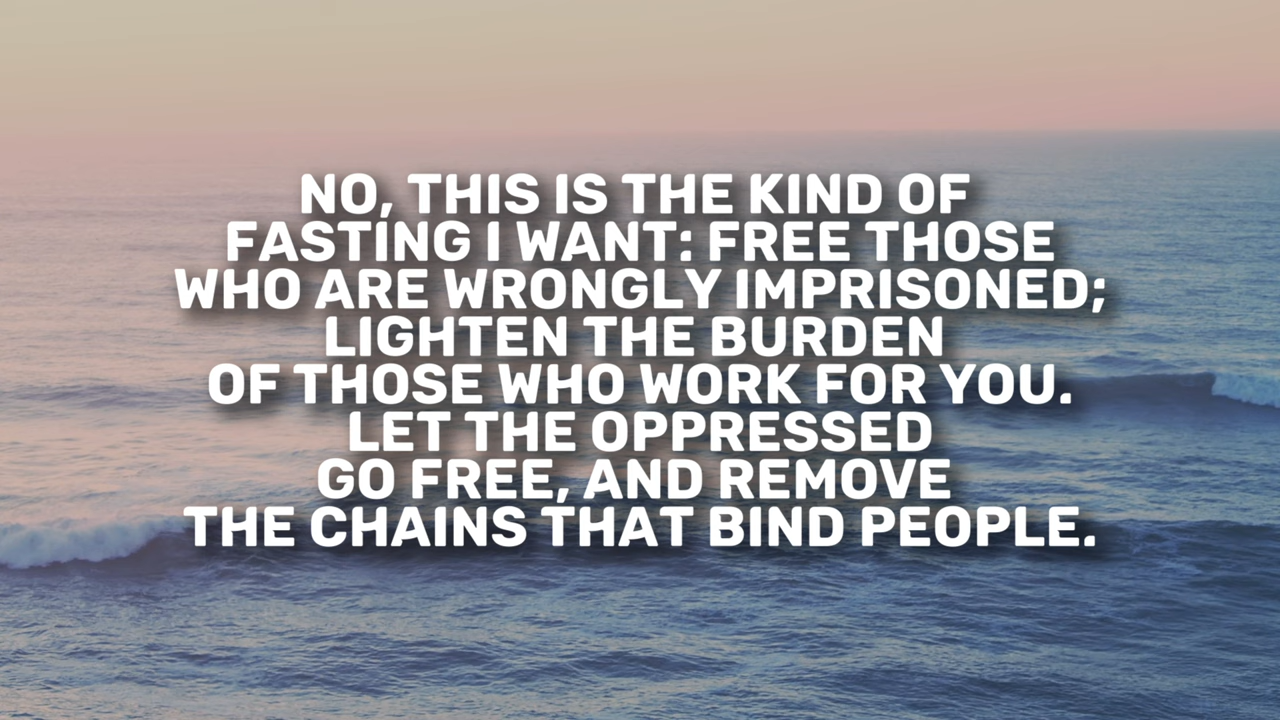 NO, THIS IS THE KIND OF
FASTING I WANT: FREE THOSE
WHO ARE WRONGLY IMPRISONED;
LIGHTEN THE BURDEN
OF THOSE WHO WORK FOR YOU.
LET THE OPPRESSED
GO FREE, AND REMOVE
THE CHAINS THAT BIND PEOPLE.